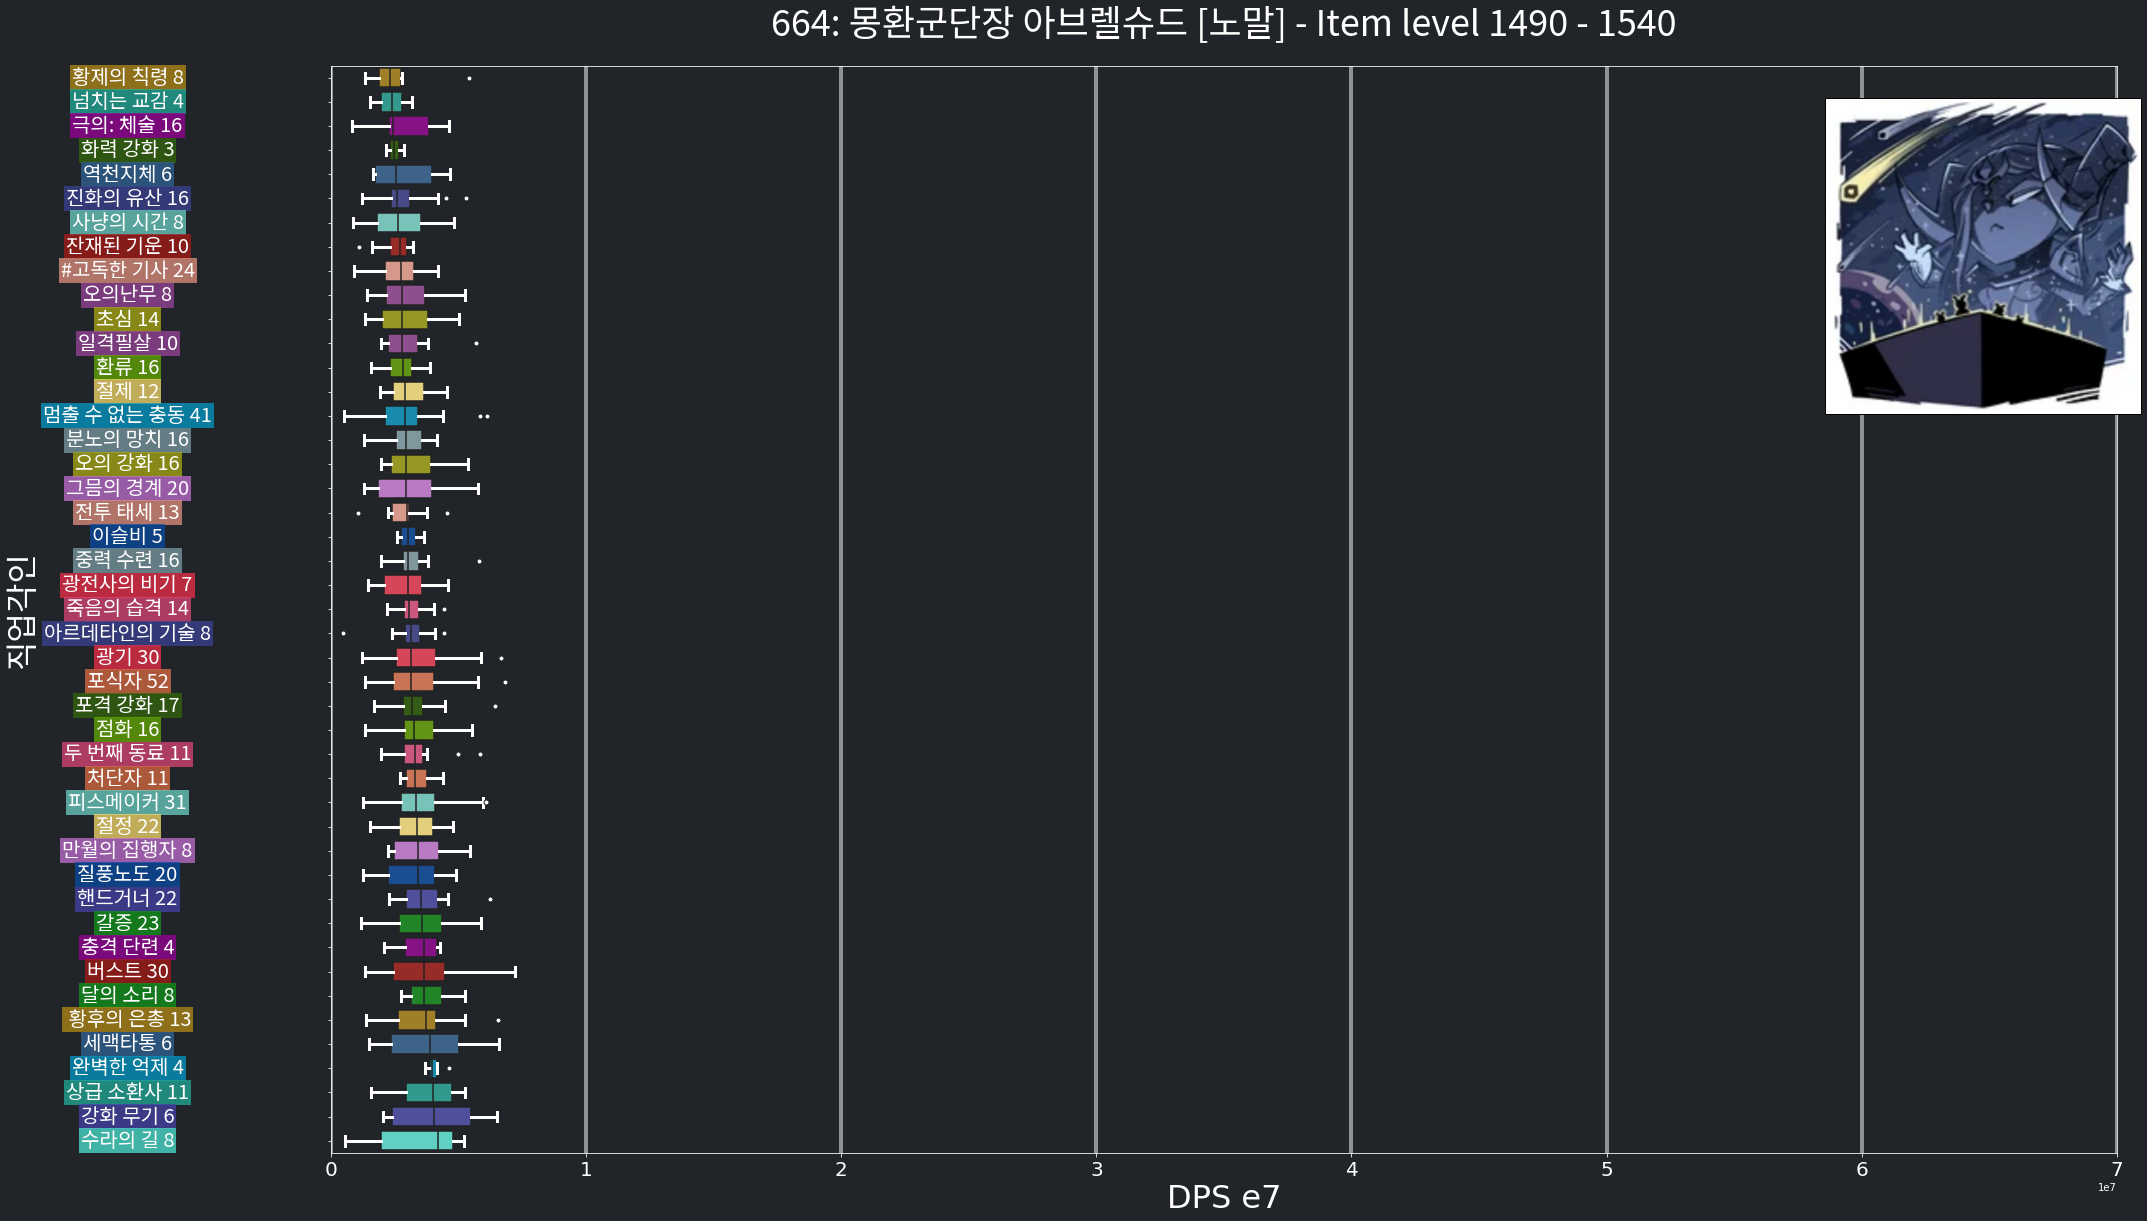 664: 몽환군단장 아브렐슈드 [노말] - Item level 1490 - 1540
황제의 칙령 8
넘치는 교감 4
극의: 체술 16
화력 강화 3
역천지체 6
진화의 유산 16
사냥의 시간 8
잔재된 기운 10
#고독한 기사 24
오의난무 8
초심 14
일격필살 10
환류 16
절제 12
멈출 수 없는 충동 41
분노의 망치 16
오의 강화 16
그믐의 경계 20
전투 태세 13
이슬비 5
중력 수련 16
광전사의 비기 7
죽음의 습격 14
아르데타인의 기술 8
광기 30
포식자 52
포격 강화 17
점화 16
두 번째 동료 11
처단자 11
피스메이커 31
절정 22
만월의 집행자 8
질풍노도 20
핸드거너 22
갈증 23
충격 단련 4
버스트 30
달의 소리 8
황후의 은총 13
세맥타통 6
완벽한 억제 4
상급 소환사 11
강화 무기 6
수라의 길 8
직업각인
0 1 2 3 4 5 6 7
1e7
DPS e7